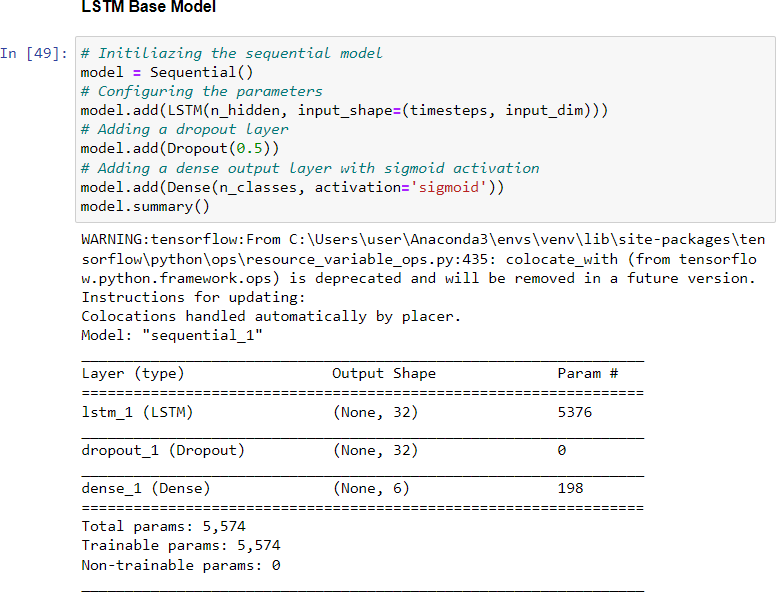 LSTM Base Model
In [49]:
# Initiliazing the sequential model
model = Sequential()
# Configuring the parameters
model.add(LSTM(n_hidden, input_shape=(timesteps, input_dim)))
# Adding a dropout layer
model.add(Dropout(0.5))
# Adding a dense output layer with sigmoid activation
model.add(Dense(n_classes, activation='sigmoid'))
model.summary()
WARNING:tensorflow:From C:\Users\user\Anaconda3\envs\venv\lib\site-packages\ten
sorflow\python\ops\resource_variable_ops.py:435: colocate_with (from tensorflo
w.python.framework.ops) is deprecated and will be removed in a future version.
Instructions for updating:
Colocations handled automatically by placer.
Model: "sequential_1"
_________________________________________________________________
Layer (type)                 Output Shape              Param #
=================================================================
lstm_1 (LSTM)                (None, 32)                5376
_________________________________________________________________
dropout_1 (Dropout)          (None, 32)                0
_________________________________________________________________
dense_1 (Dense)              (None, 6)                 198
=================================================================
Total params: 5,574
Trainable params: 5,574
Non-trainable params: 0
_________________________________________________________________